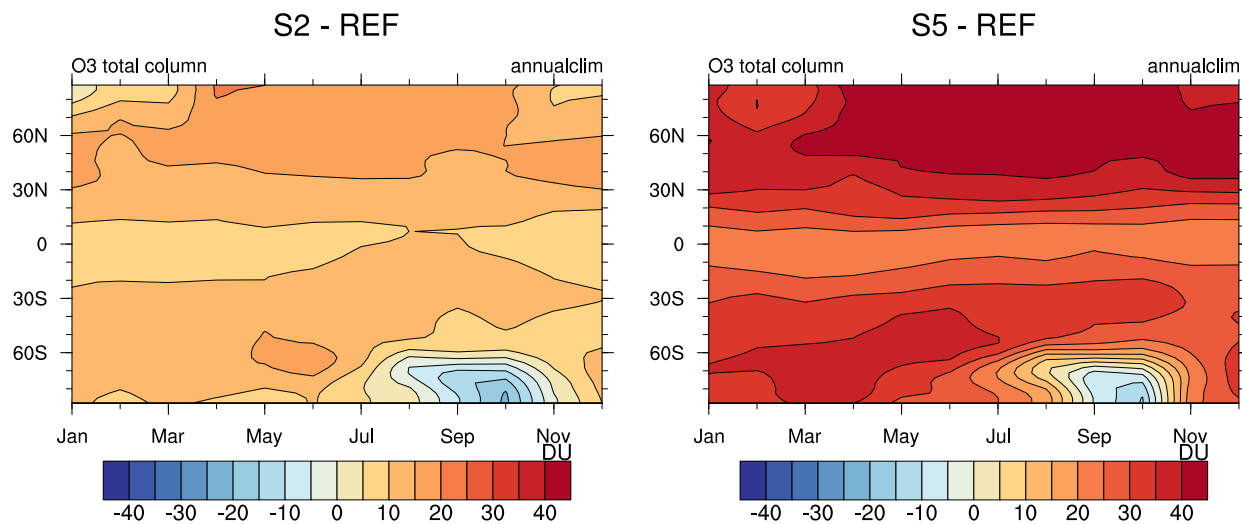 S2 - REF
O3 total column annualclim
60N
30N
0
30S
60S
Jan Mar May Jul Sep Nov
DU
-40 -30 -20 -10 0 10 20 30 40
S5 - REF
O3 total column annualclim
60N
30N
0
30S
60S
Jan Mar May Jul Sep Nov
DU
-40 -30 -20 -10 0 10 20 30 40